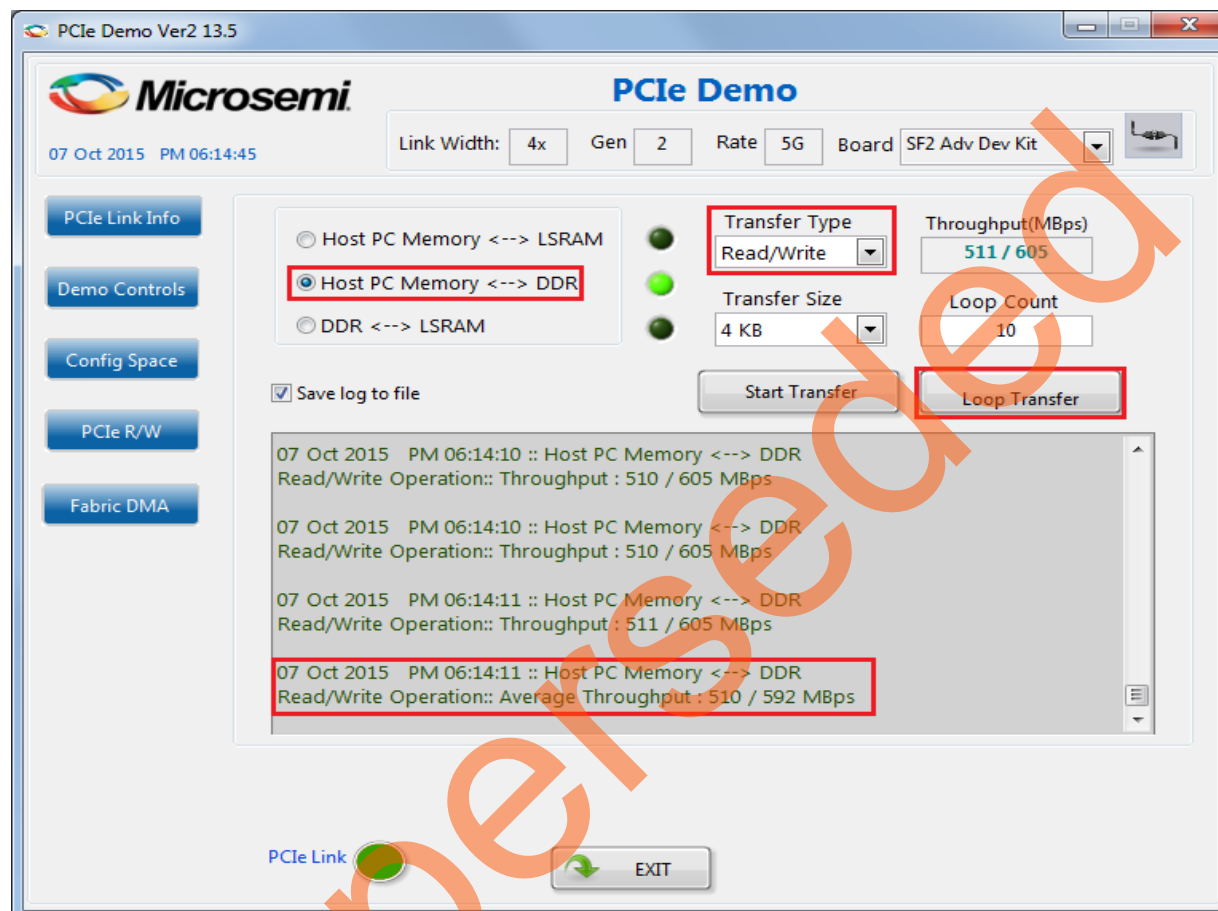 PCIe Demo Ver2 13.5
Microsemi.
PCIe Demo
07 Oct 2015 PM 06:14:45
Link Width: 4x Gen 2 Rate 5G Board SF2 Adv Dev Kit
PCIe Link Info
Demo Controls
Config Space
PCIe R/W
Fabric DMA
Host PC Memory <--> LSRAM
Host PC Memory <--> DDR
DDR <--> LSRAM
Transfer Type
Read/Write
Throughput(MBps)
511 / 605
Transfer Size
4 KB
Loop Count
10
Save log to file
Start Transfer
Loop Transfer
07 Oct 2015 PM 06:14:10 :: Host PC Memory <--> DDR
Read/Write Operation:: Throughput : 510 / 605 MBps
07 Oct 2015 PM 06:14:10 :: Host PC Memory <--> DDR
Read/Write Operation:: Throughput : 510 / 605 MBps
07 Oct 2015 PM 06:14:11 :: Host PC Memory <--> DDR
Read/Write Operation:: Throughput : 511 / 605 MBps
07 Oct 2015 PM 06:14:11 :: Host PC Memory <--> DDR
Read/Write Operation:: Average Throughput : 510 / 592 MBps
PCIe Link
EXIT
perseded